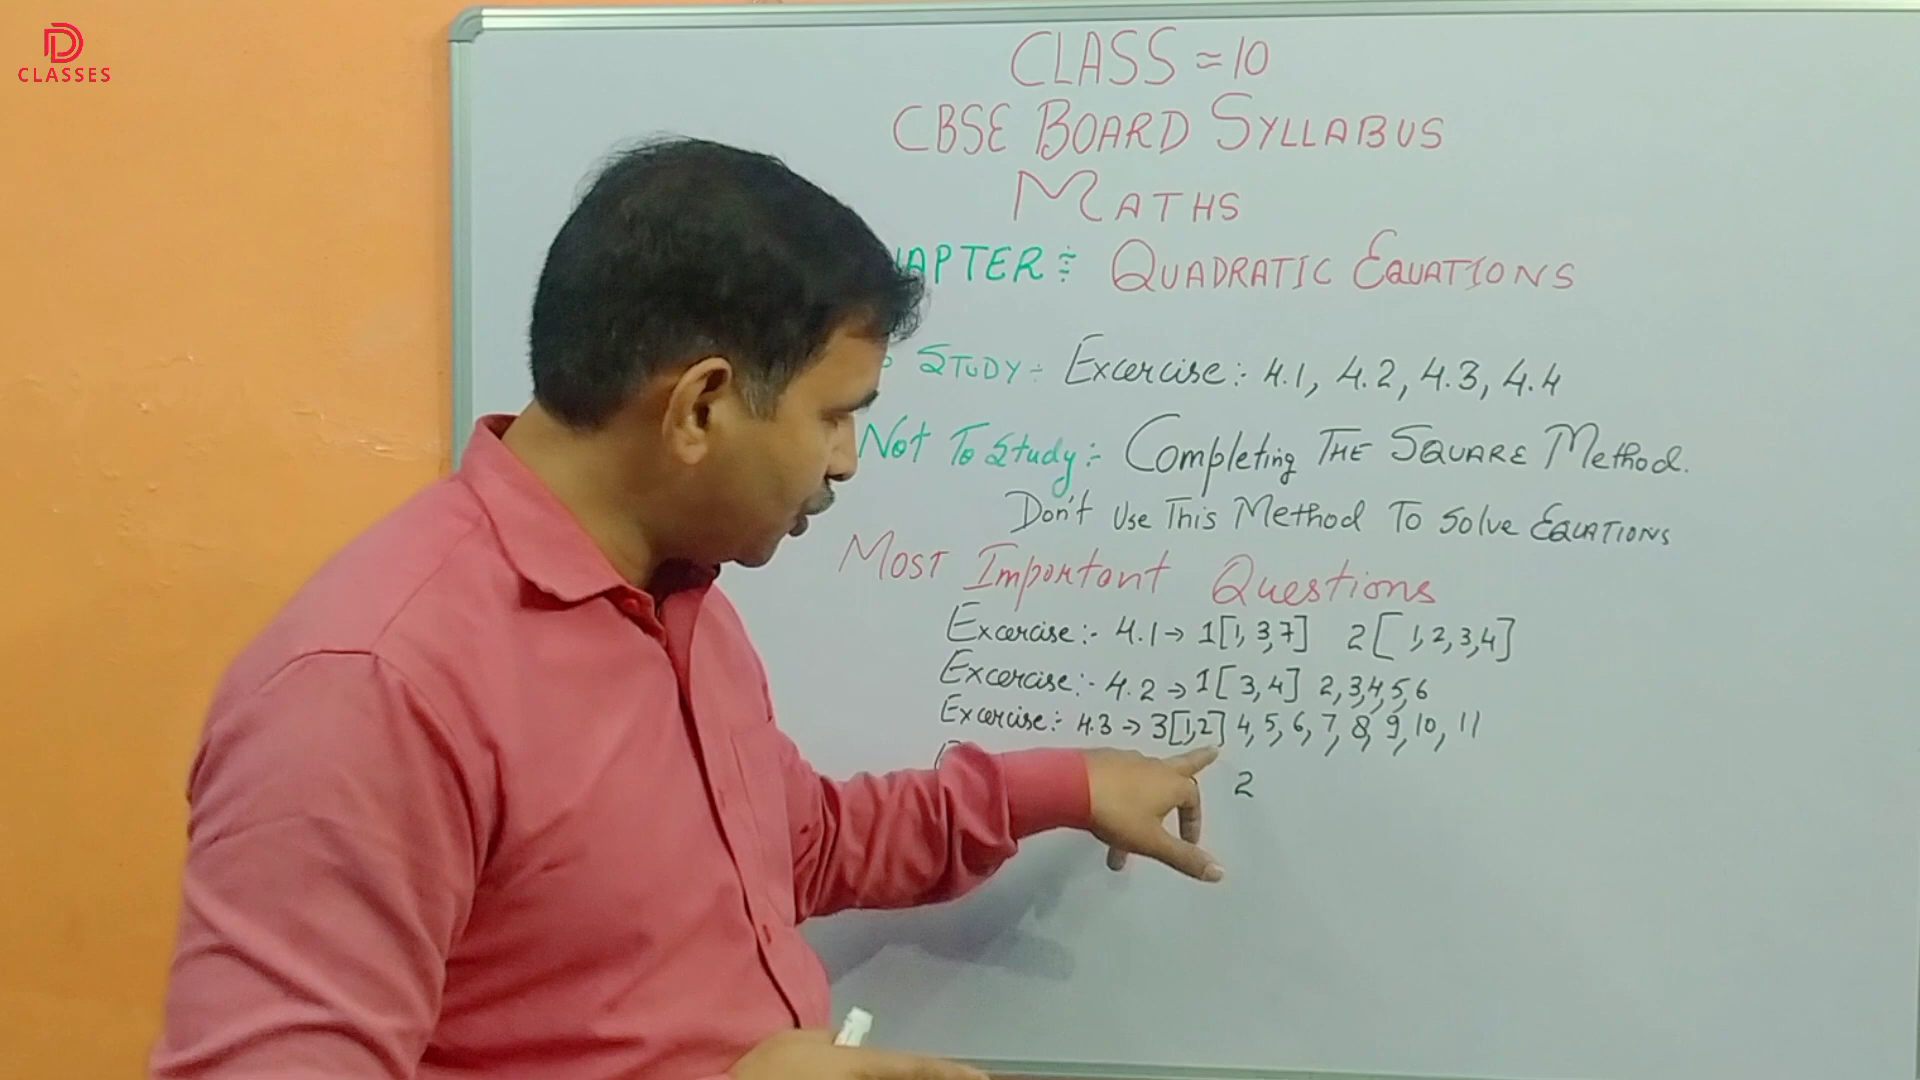 D
CLASSES
CLASS = 10
CBSE BOARD SYLLABUS
MATHS
HAPTER :- QUADRATIC EQUATIONS
STUDY :- Excercise :- 4.1, 4.2, 4.3, 4.4
Not To Study :- Completing THE SQUARE Method.
Don't Use This Method To Solve EQUATIONS
MOST Important Questions
Excercise :- 4.1 → 1[1, 3, 7] 2[1, 2, 3, 4]
Excercise :- 4.2 → 1[3, 4] 2, 3, 4, 5, 6
Excercise :- 4.3 → 3[1, 2] 4, 5, 6, 7, 8, 9, 10, 11
2